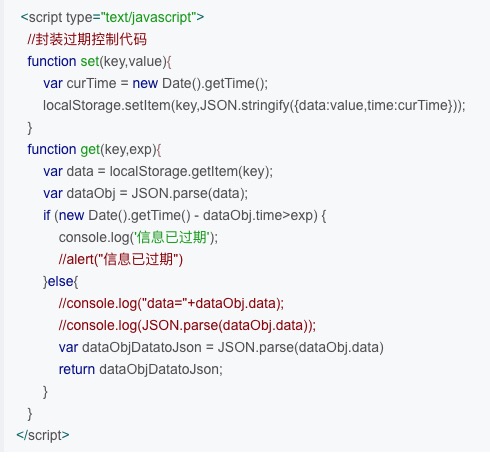 <script type="text/javascript">
//封装过期控制代码
function set(key,value){
var curTime = new Date().getTime();
localStorage.setItem(key,JSON.stringify({data:value,time:curTime}));
}
function get(key,exp){
var data = localStorage.getItem(key);
var dataObj = JSON.parse(data);
if (new Date().getTime() - dataObj.time>exp) {
console.log('信息已过期');
//alert("信息已过期")
}else{
//console.log("data="+dataObj.data);
//console.log(JSON.parse(dataObj.data));
var dataObjDatatoJson = JSON.parse(dataObj.data)
return dataObjDatatoJson;
}
}
</script>